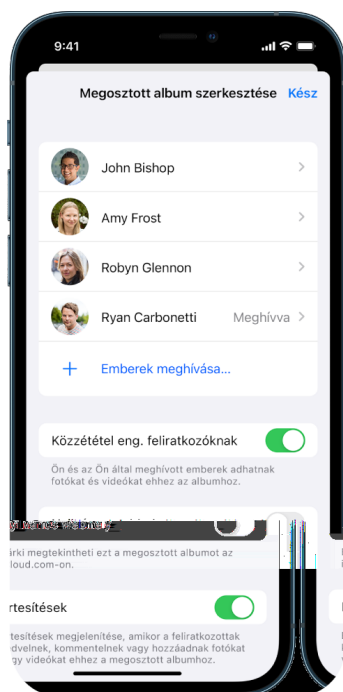 9:41
Megosztott album szerkesztése Kész
John Bishop
Amy Frost
Robyn Glennon
Ryan Carbonetti Meghívva
Emberek meghívása...
Közzététel eng. feliratkozóknak
Ön és az Ön által meghívott emberek adhatnak
fotókat és videókat ehhez az albumhoz.
árki megtekintheti ezt a megosztott albumot az
loud.com-on.
rtesítések
tesítések megjelenítése, amikor a feliratkozottak
edvelnek, kommentelnek vagy hozzáadnak fotókat
gy videókat ehhez a megosztott albumhoz.